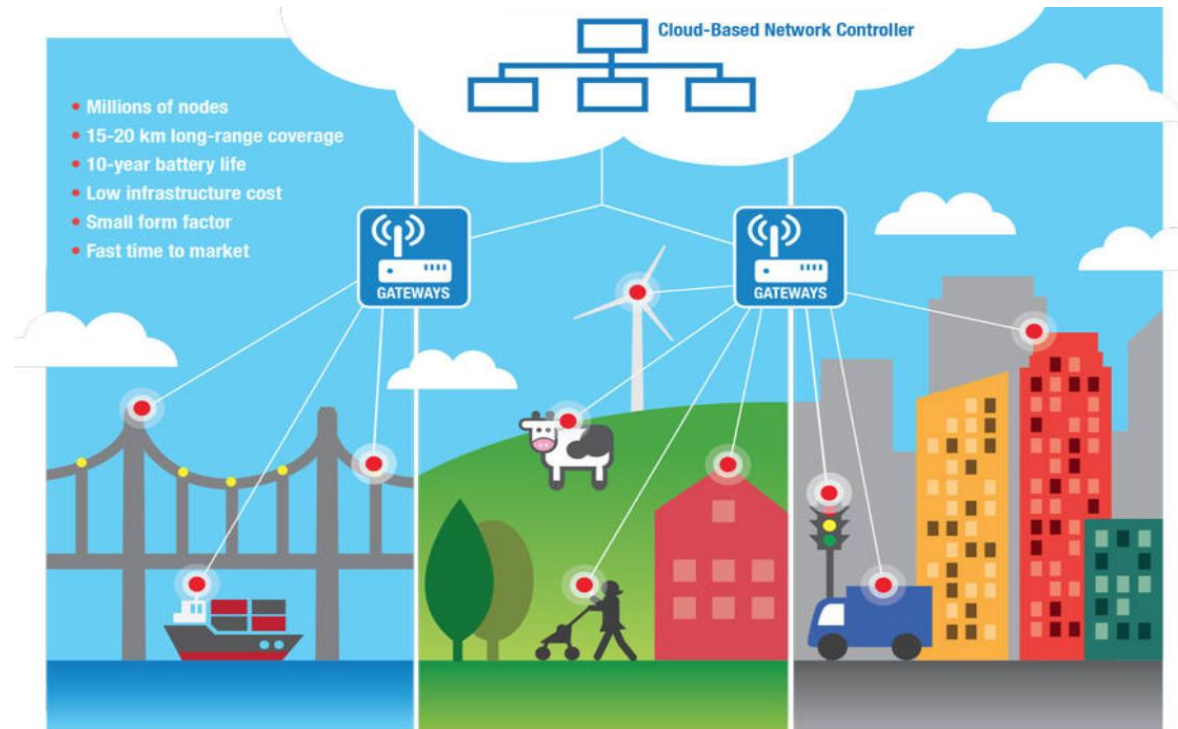 Cloud-Based Network Controller
• Millions of nodes
• 15-20 km long-range coverage
• 10-year battery life
• Low infrastructure cost
• Small form factor
• Fast time to market
GATEWAYS
GATEWAYS